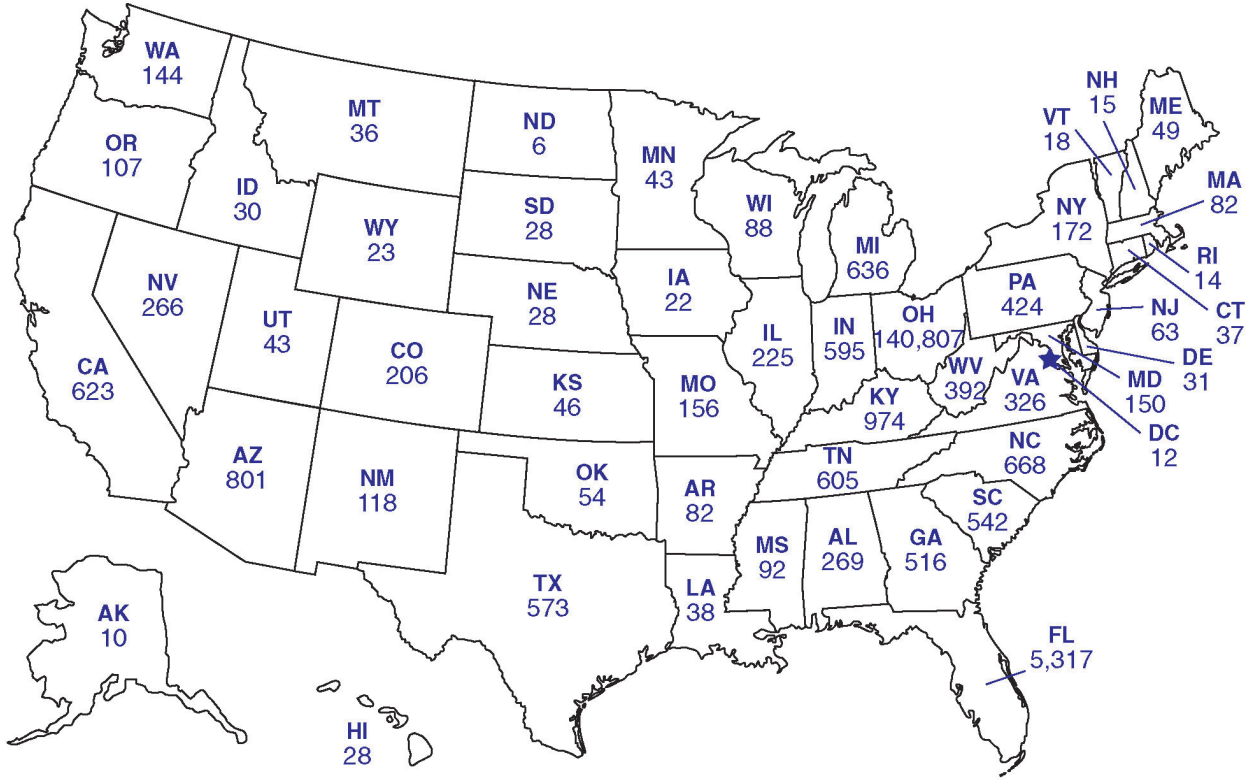 WA
144
OR
107
CA
623
NV
266
ID
30
MT
36
WY
23
UT
43
CO
206
AZ
801
NM
118
ND
6
SD
28
NE
28
KS
46
OK
54
TX
573
MN
43
IA
22
MO
156
AR
82
LA
38
WI
88
IL
225
MI
636
IN
595
OH
140,807
KY
974
TN
605
MS
92
AL
269
GA
516
FL
5,317
SC
542
NC
668
VA
326
WV
392
PA
424
NY
172
VT
18
NH
15
ME
49
MA
82
RI
14
CT
37
NJ
63
DE
31
MD
150
DC
12
AK
10
HI
28